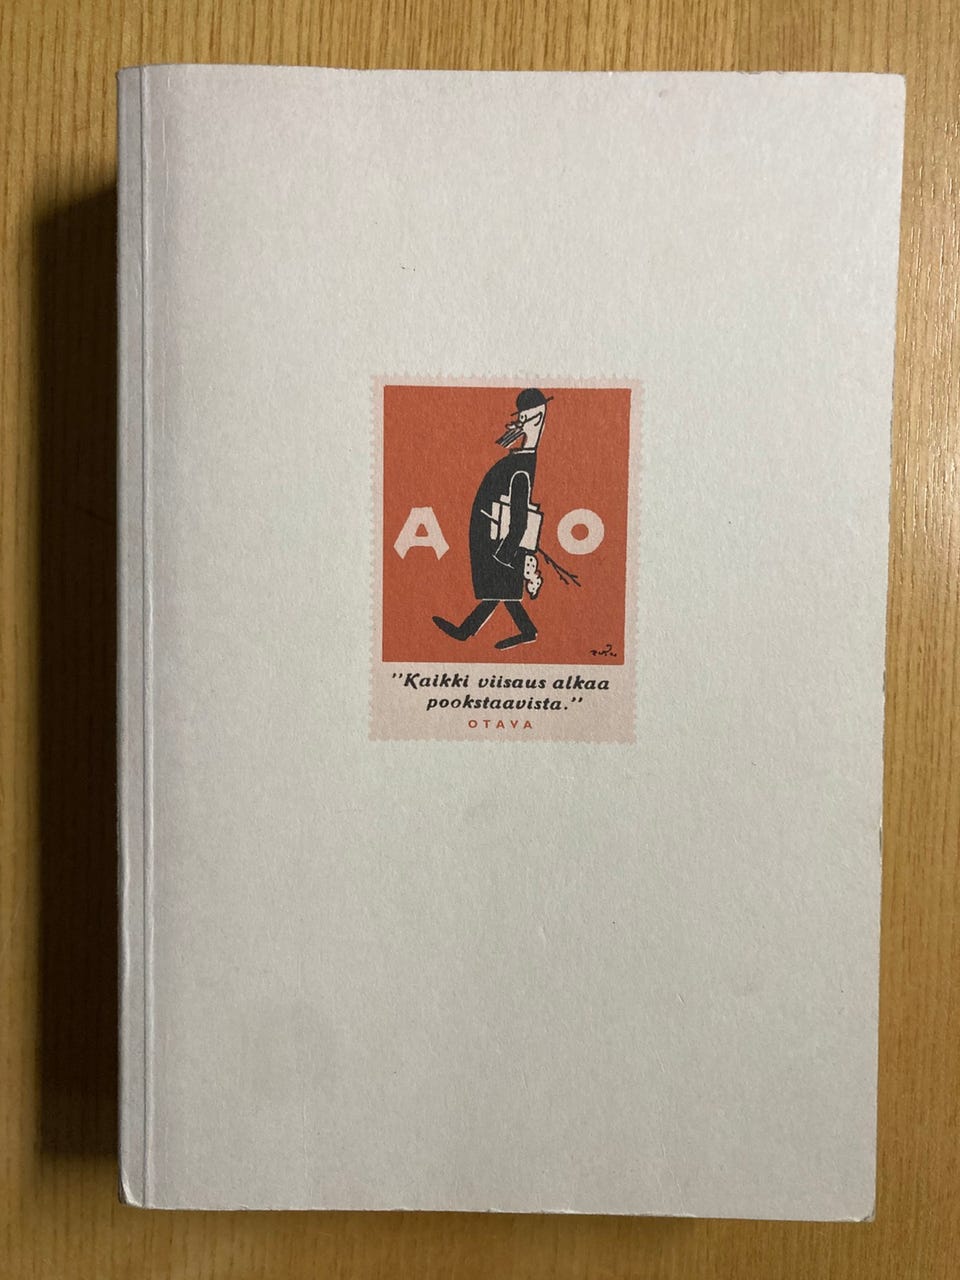 A O
"Kaikki viisaus alkaa
pookstaavista."
OTAVA